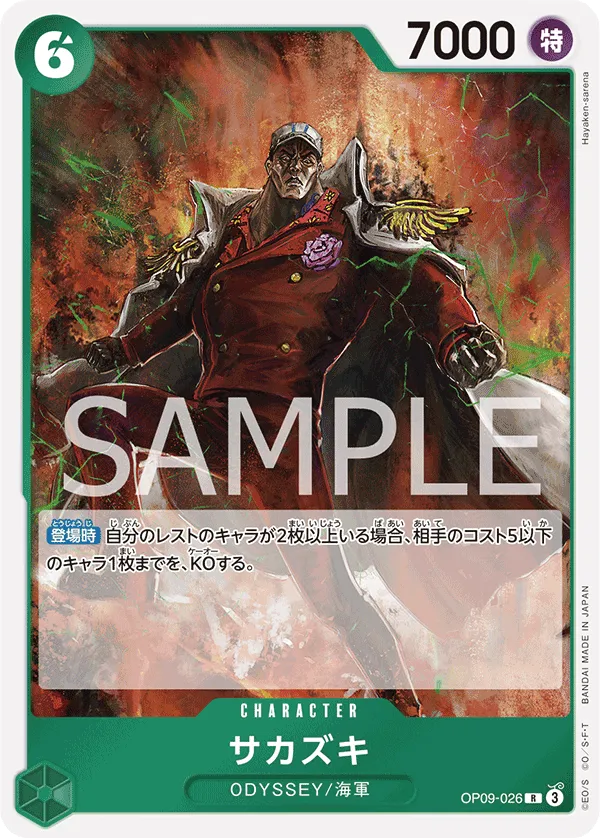 6
7000
特
Hayaken-sarena
SAMPLE
登場時 自分のレストのキャラが2枚以上いる場合、相手のコスト5以下
のキャラ1枚までを、KOする。
CHARACTER
サカズキ
ODYSSEY/海軍
OP09-026 R 3
©E.O/S ©O/S・F・T BANDAI MADE IN JAPAN